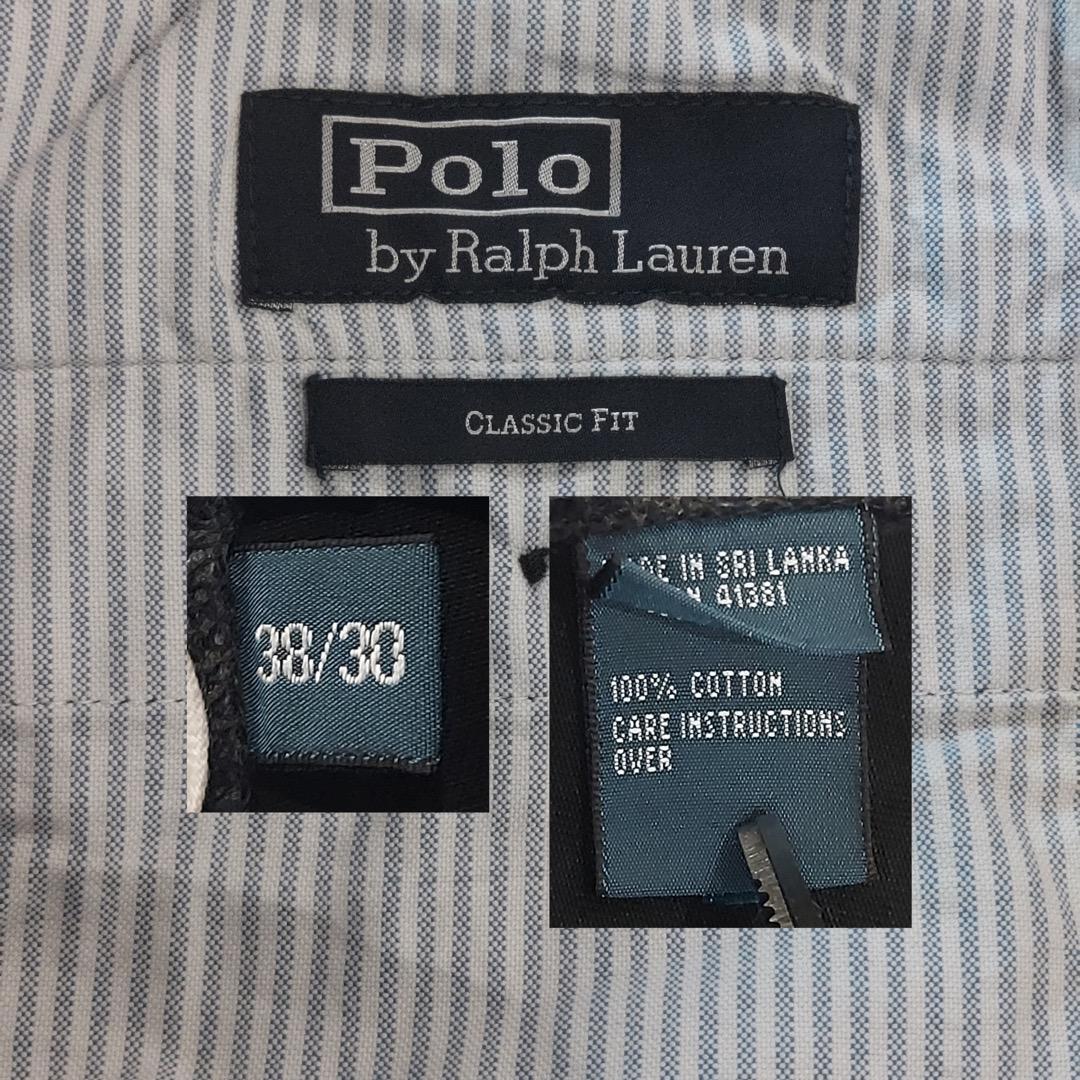 Polo
by Ralph Lauren
CLASSIC FIT
38/30
IN SRI LANKA
41381
100% COTTON
CARE INSTRUCTIONS
OVER